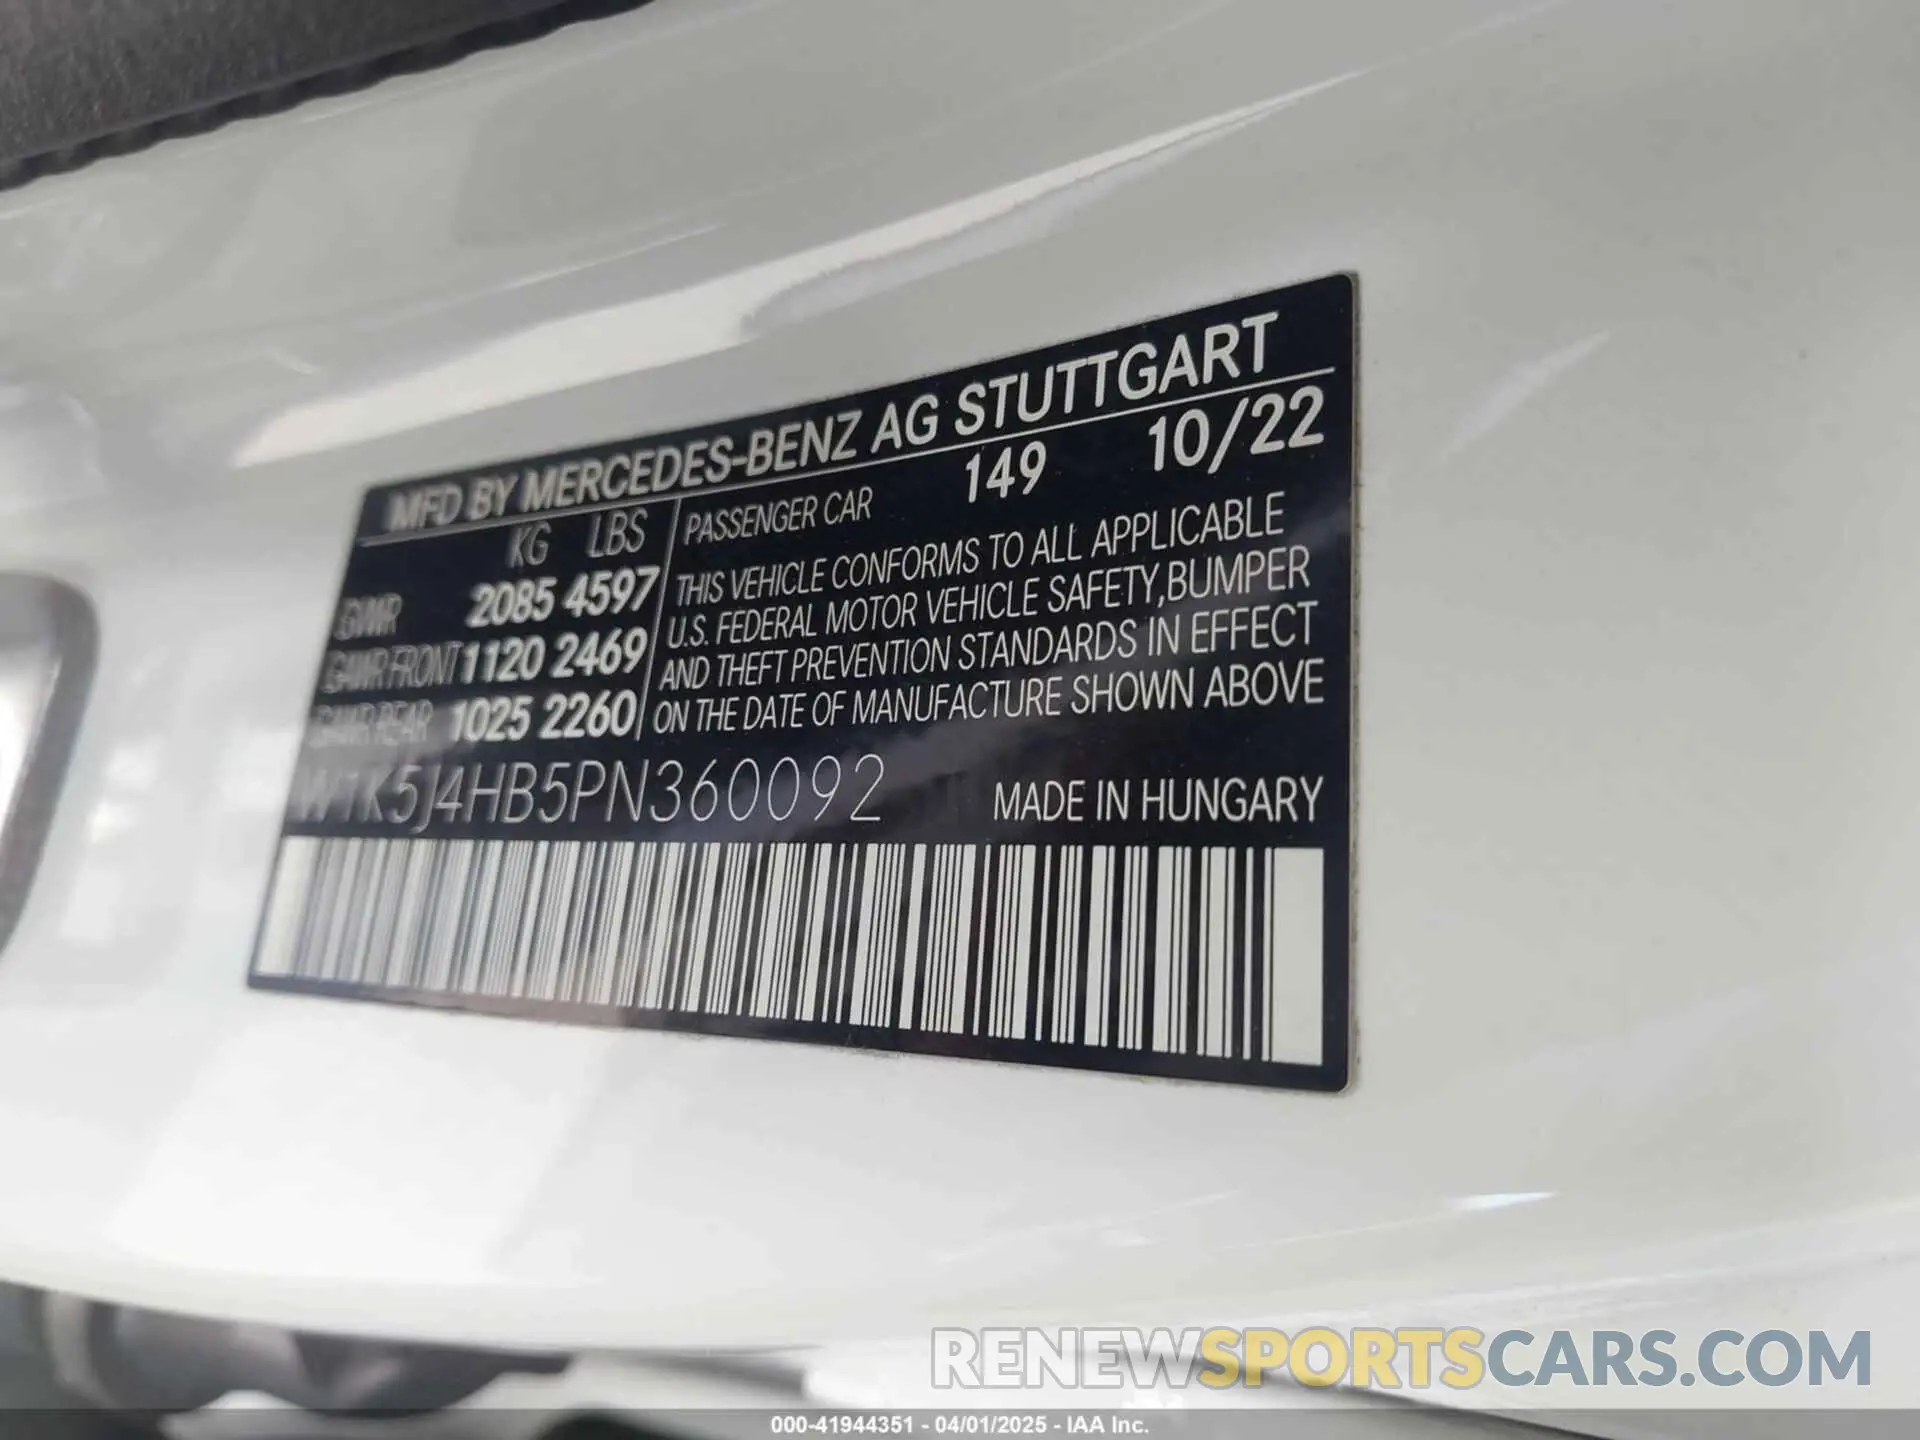 MFD BY MERCEDES-BENZ AG STUTTGART
KG LBS
PASSENGER CAR 149 10/22
GVWR 2085 4597
GAWR FRONT 1120 2469
GAWR REAR 1025 2260
THIS VEHICLE CONFORMS TO ALL APPLICABLE
U.S. FEDERAL MOTOR VEHICLE SAFETY, BUMPER
AND THEFT PREVENTION STANDARDS IN EFFECT
ON THE DATE OF MANUFACTURE SHOWN ABOVE
W1K5J4HB5PN360092 MADE IN HUNGARY
RENEWSPORTSCARS.COM
000-41944351 - 04/01/2025 - IAA Inc.